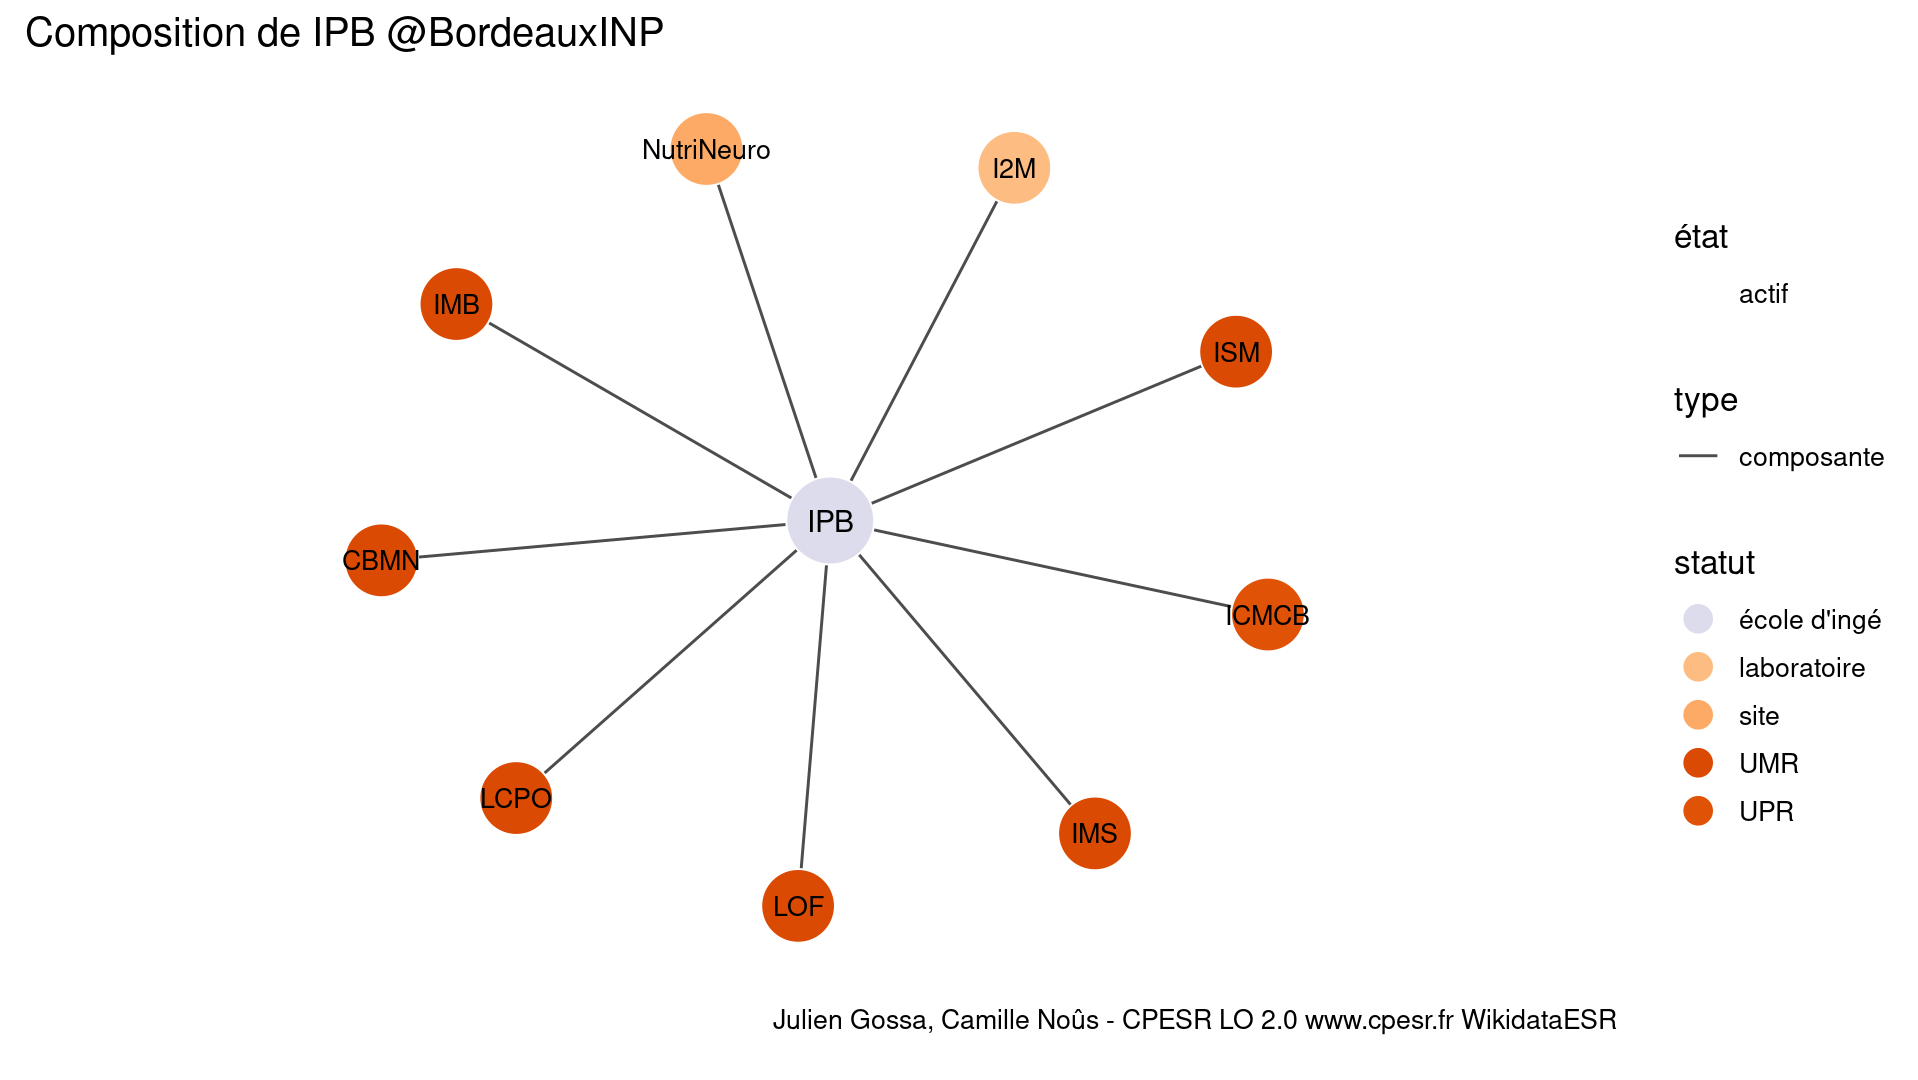 Composition de IPB @BordeauxINP
NutriNeuro
I2M
IMB
ISM
IPB
CBMN
ICMCB
LCPO
IMS
LOF
état
actif
type
composante
statut
école d'ingé
laboratoire
site
UMR
UPR
Julien Gossa, Camille Noûs - CPESR LO 2.0 www.cpesr.fr WikidataESR